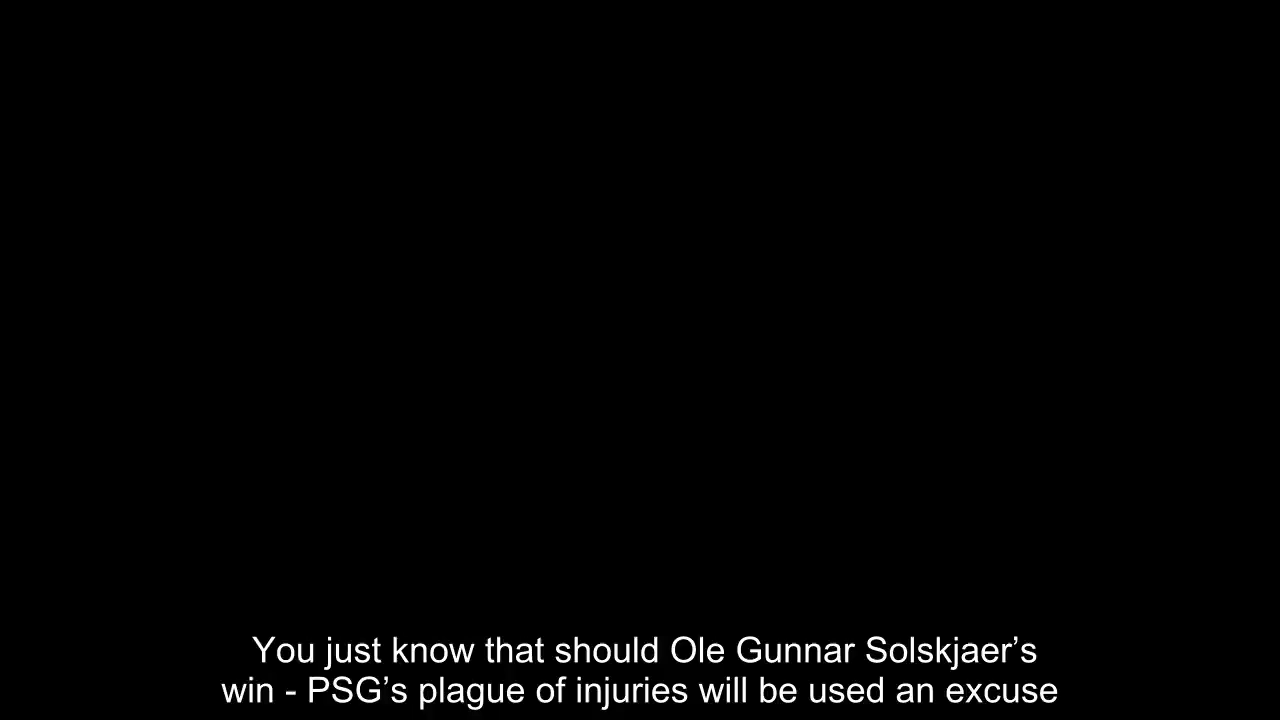 You just know that should Ole Gunnar Solskjaer’s
win - PSG’s plague of injuries will be used an excuse